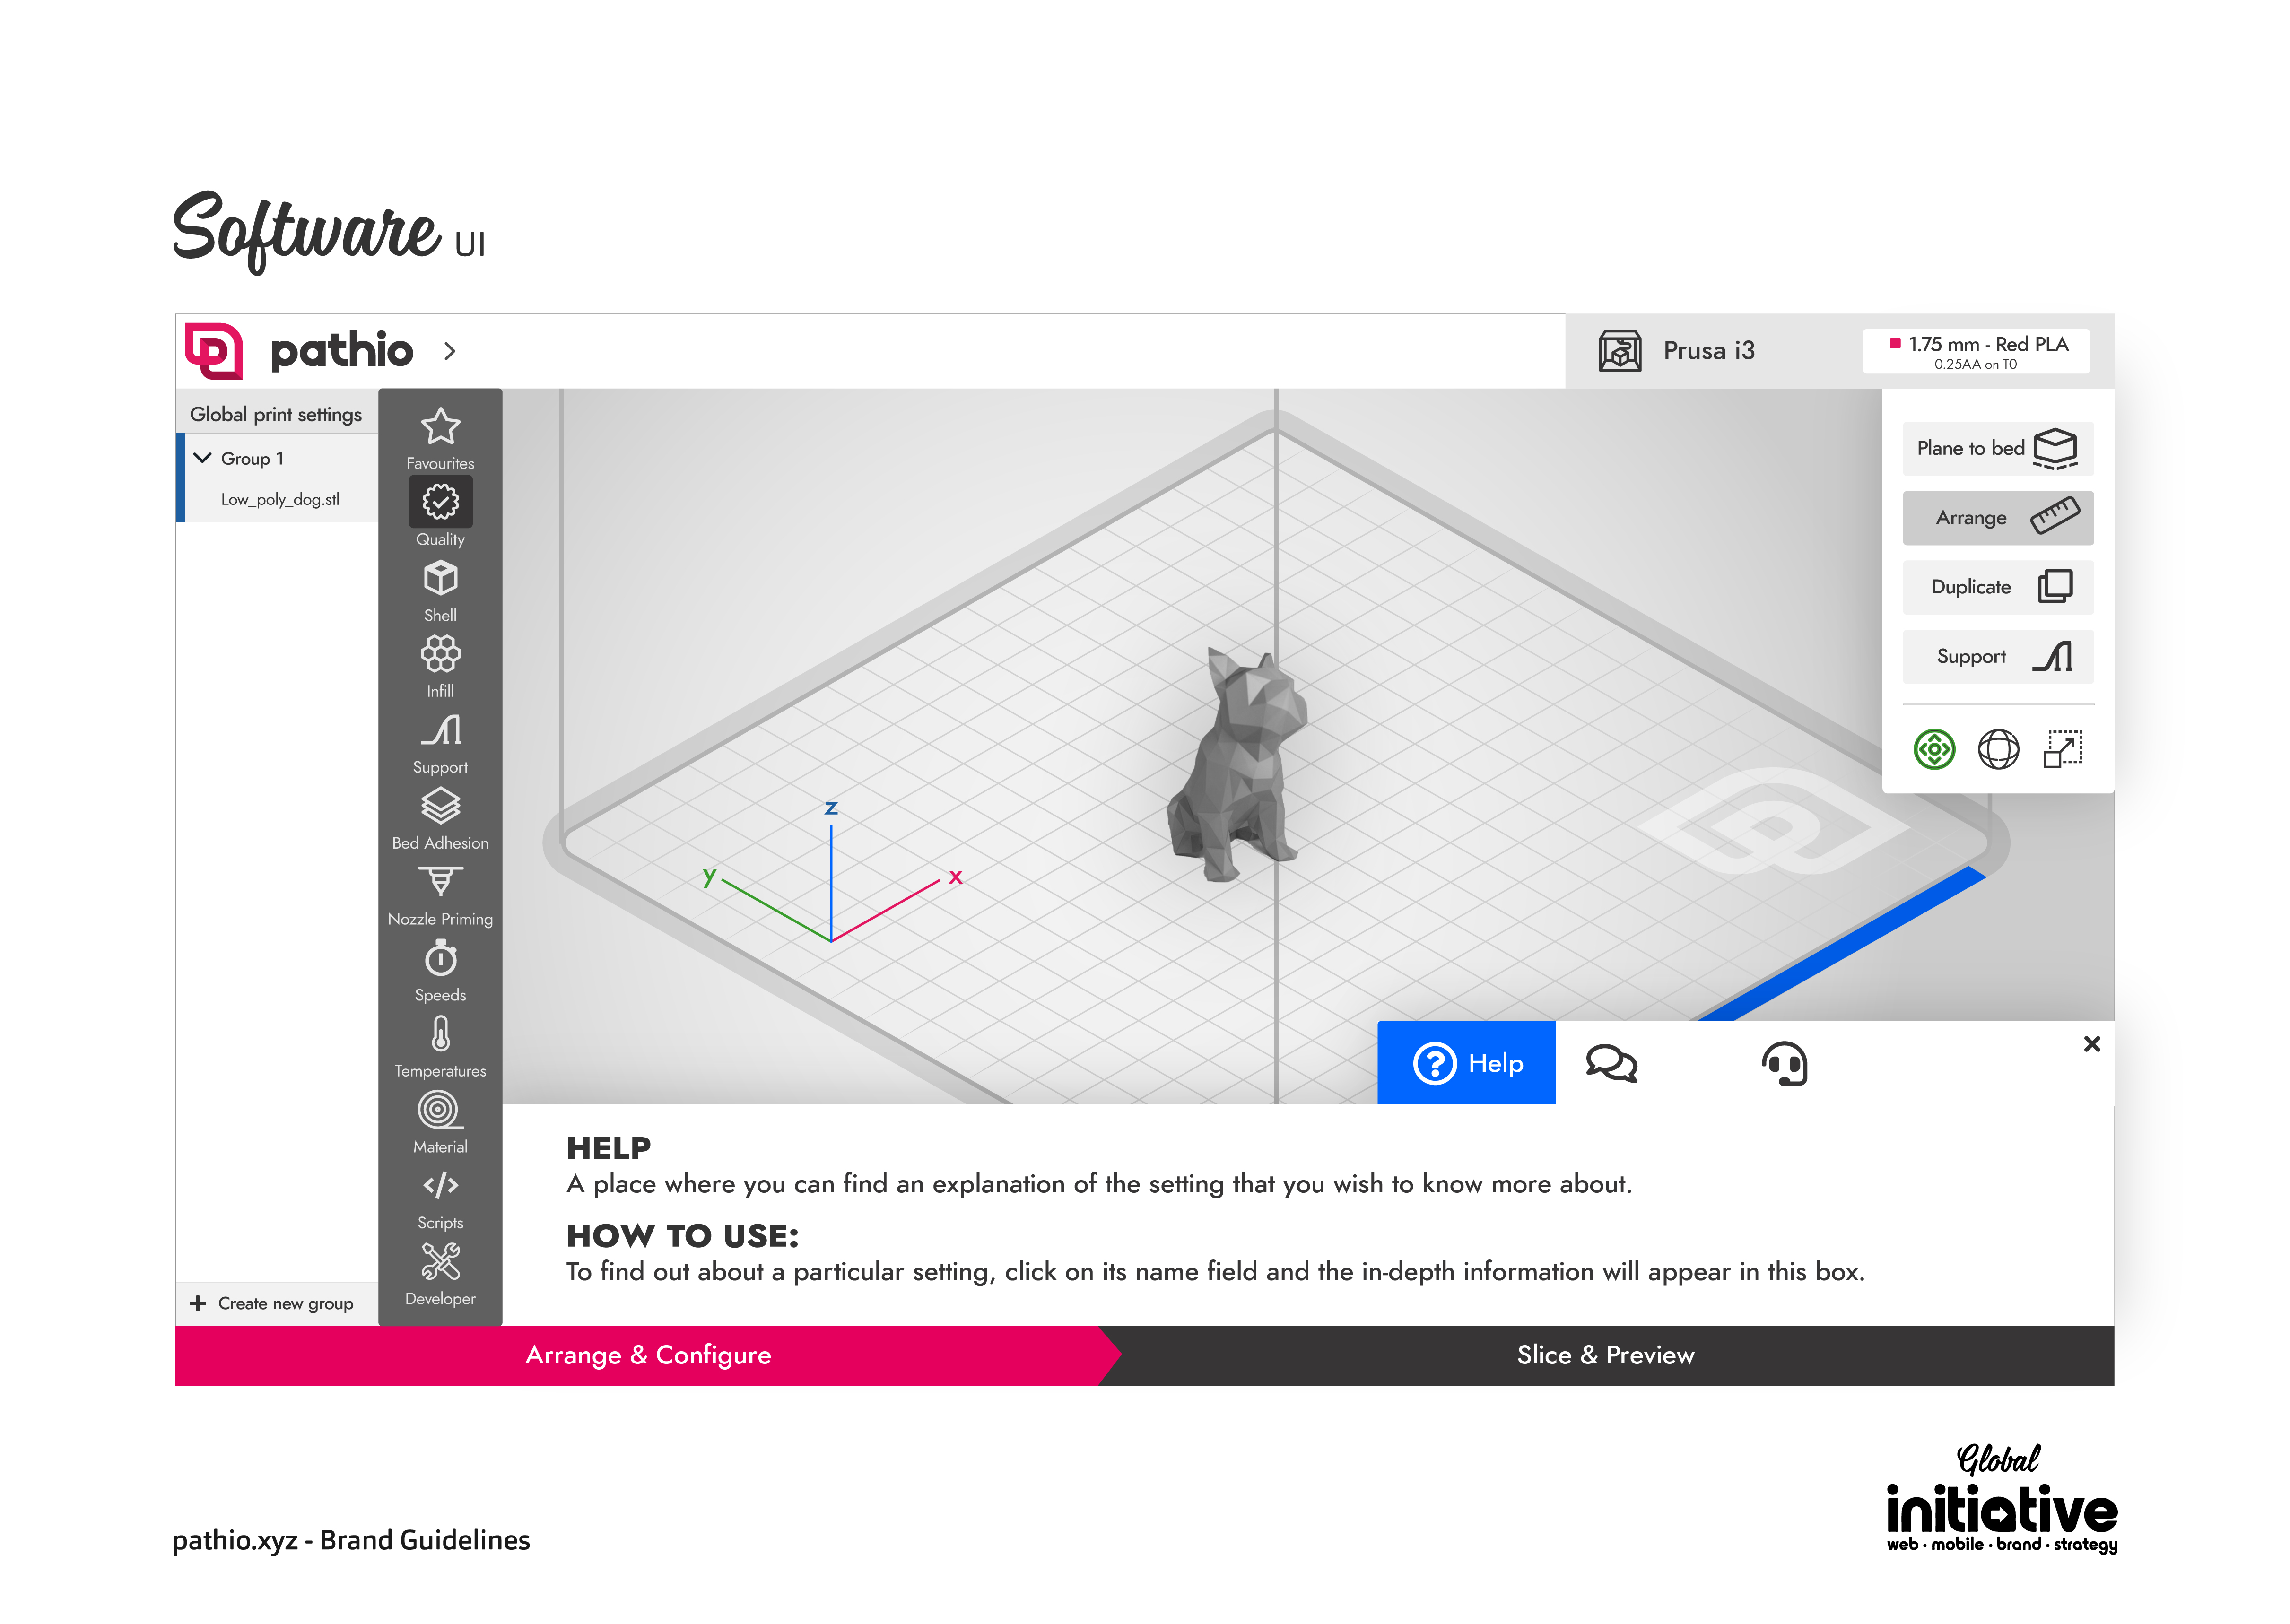 Software UI
pathio
Prusa i3
1.75 mm - Red PLA
0.25AA on T0
Global print settings
Group 1
Low_poly_dog.stl
Create new group
Favourites
Quality
Shell
Infill
Support
Bed Adhesion
Nozzle Priming
Speeds
Temperatures
Material
Scripts
Developer
z
y
x
Plane to bed
Arrange
Duplicate
Support
Help
HELP
A place where you can find an explanation of the setting that you wish to know more about.
HOW TO USE:
To find out about a particular setting, click on its name field and the in-depth information will appear in this box.
Arrange & Configure
Slice & Preview
pathio.xyz - Brand Guidelines
Global
initiative
web · mobile · brand · strategy